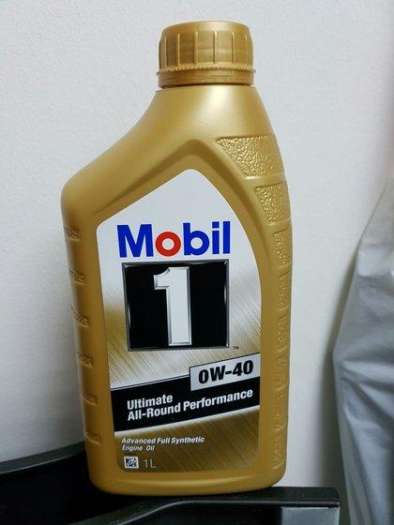 Mobil
1
0W-40
Ultimate
All-Round Performance
Advanced Full Synthetic
Engine Oil
1L